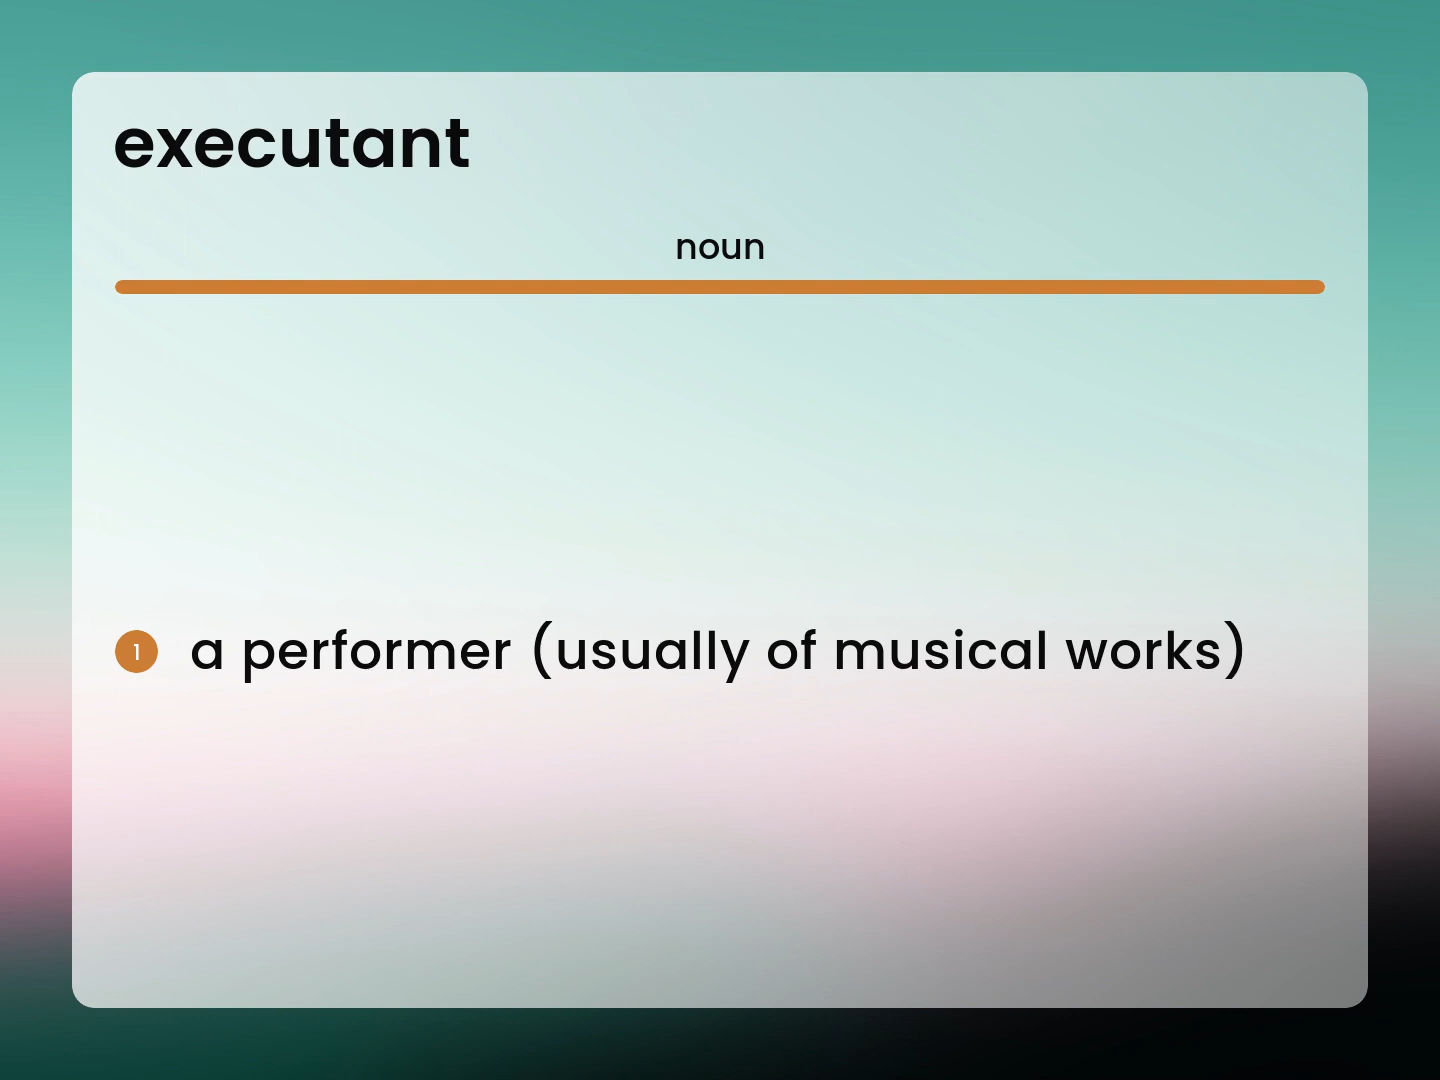 executant
noun
1 a performer (usually of musical works)